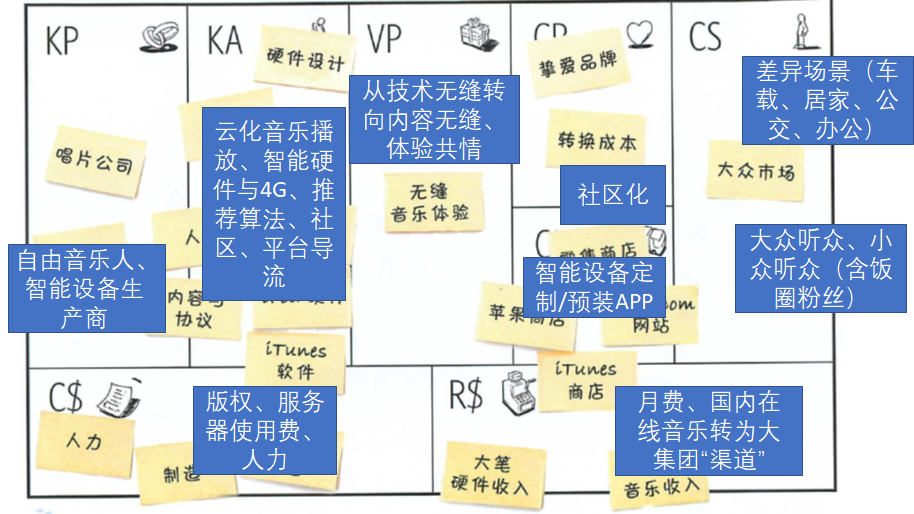 KP
KA
VP
CS
硬件设计
挚爱品牌
从技术无缝转
向内容无缝、
体验共情
差异场景（车
载、居家、公
交、办公）
云化音乐播
放、智能硬
件与4G、推
荐算法、社
区、平台导
流
唱片公司
转换成本
大众市场
无缝
音乐体验
社区化
人
零售商店
自由音乐人、
智能设备生
产商
智能设备定
制/预装APP
大众听众、小
众听众（含饭
圈粉丝）
内容与
协议
苹果商店
com
网站
iTunes
软件
iTunes
商店
C$
R$
版权、服务
器使用费、
人力
月费、国内在
线音乐转为大
集团“渠道”
人力
制造
大笔
硬件收入
音乐收入